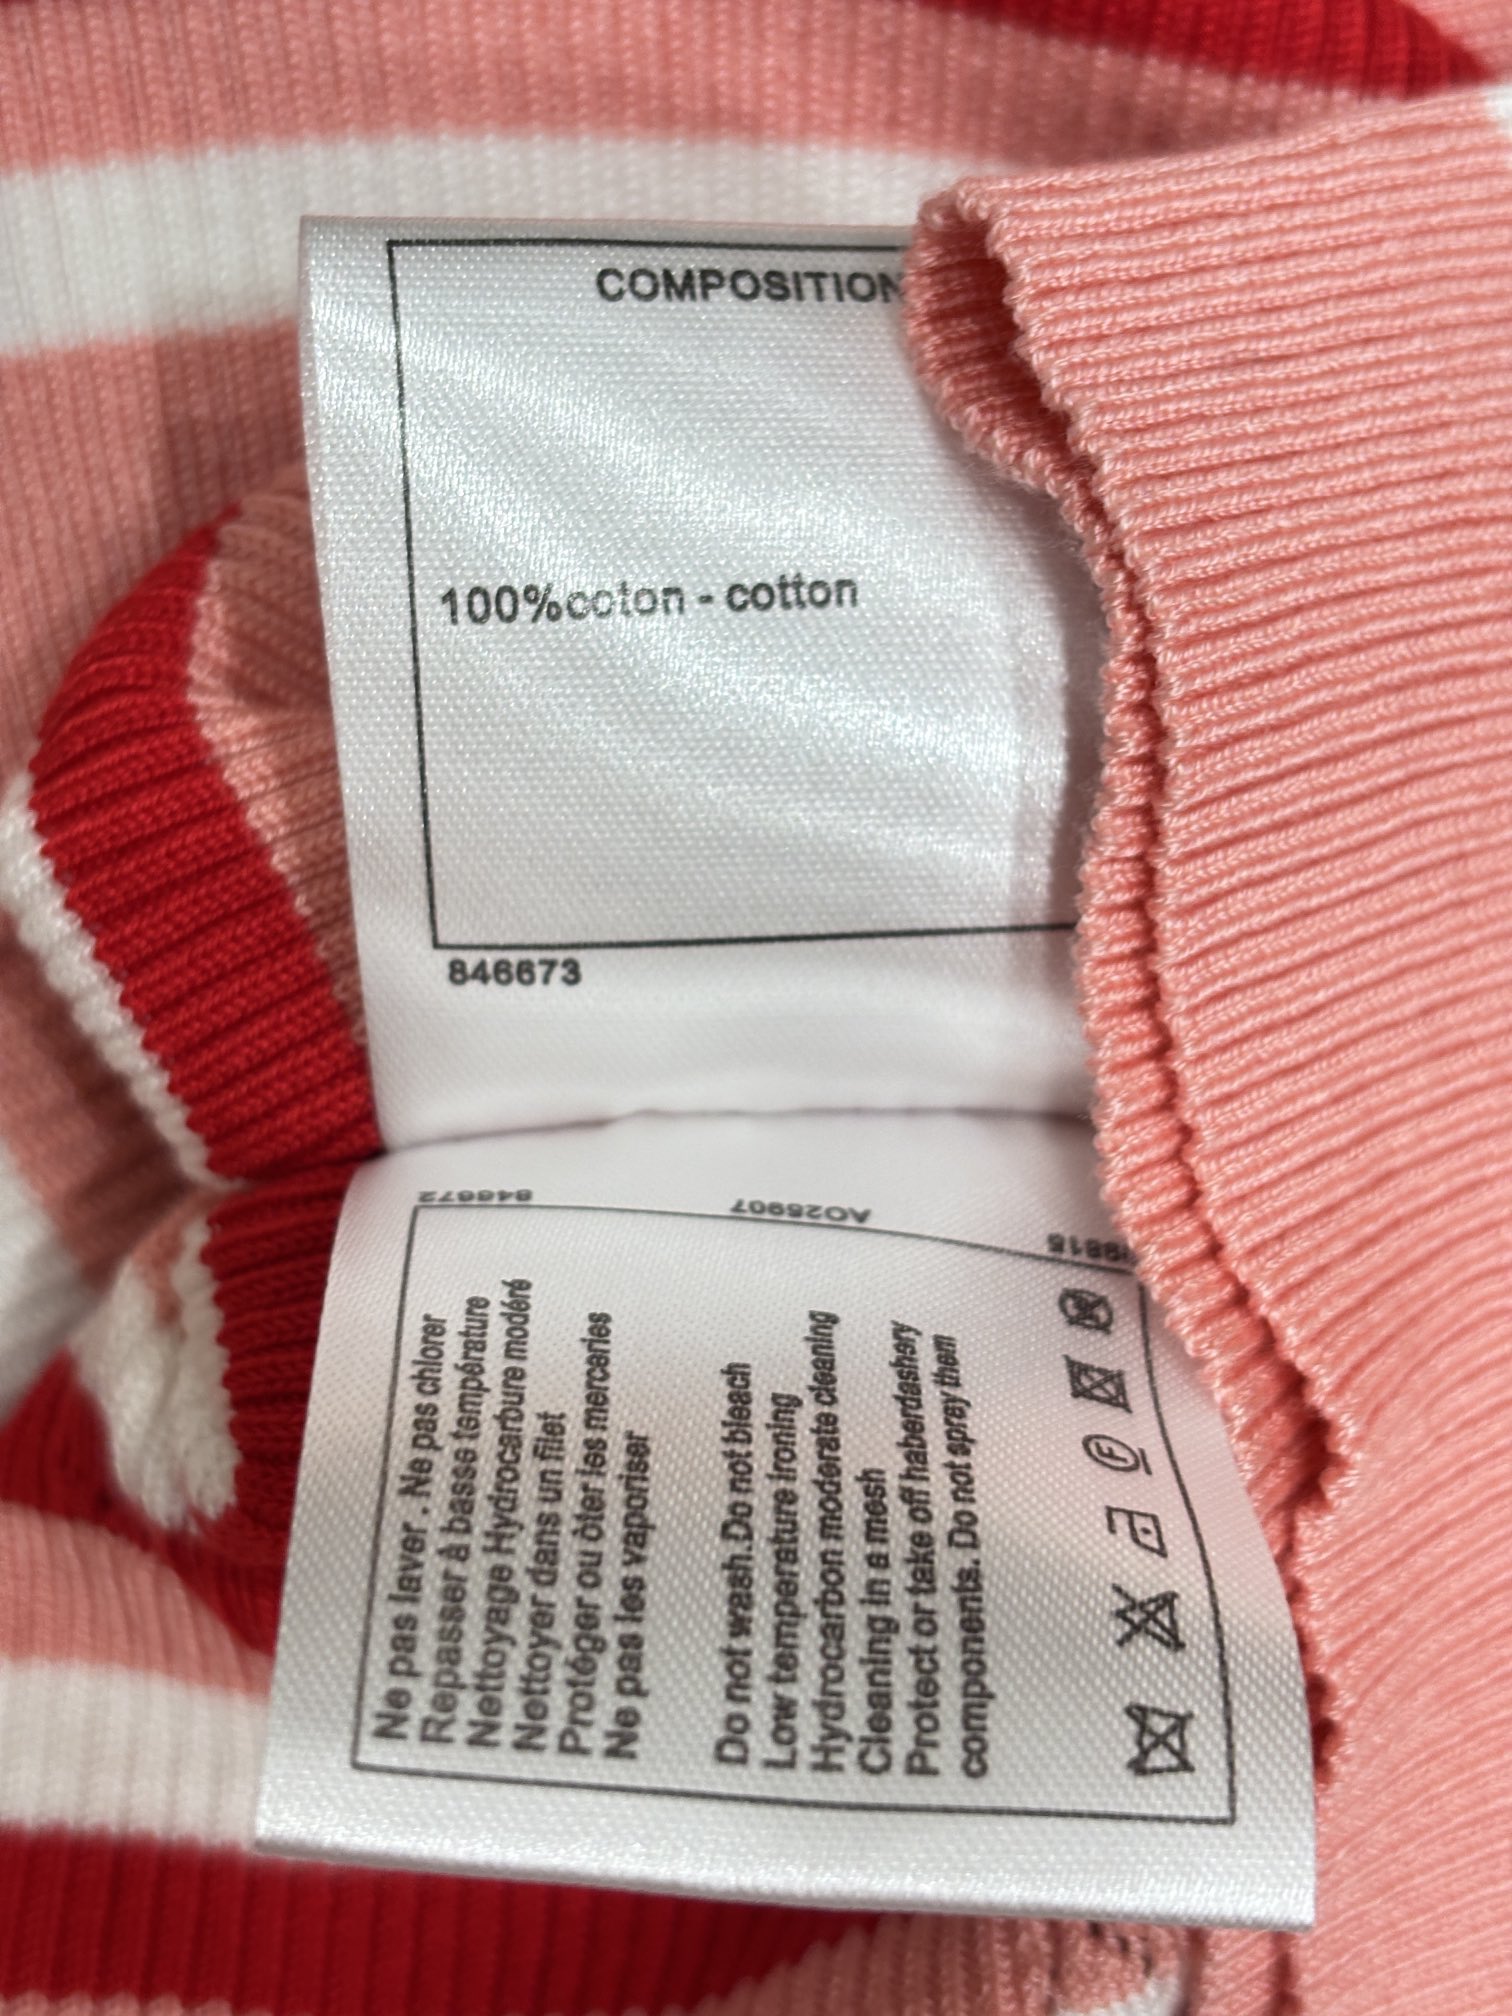 COMPOSITION
100%coton - cotton
846673
846672
AO25907
Ne pas laver . Ne pas chlorer
Repasser à basse température
Nettoyage Hydrocarbure modéré
Nettoyer dans un filet
Protéger ou ôter les merceries
Ne pas les vaporiser
Do not wash.Do not bleach
Low temperature ironing
Hydrocarbon moderate cleaning
Cleaning in a mesh
Protect or take off haberdashery
components. Do not spray them
F